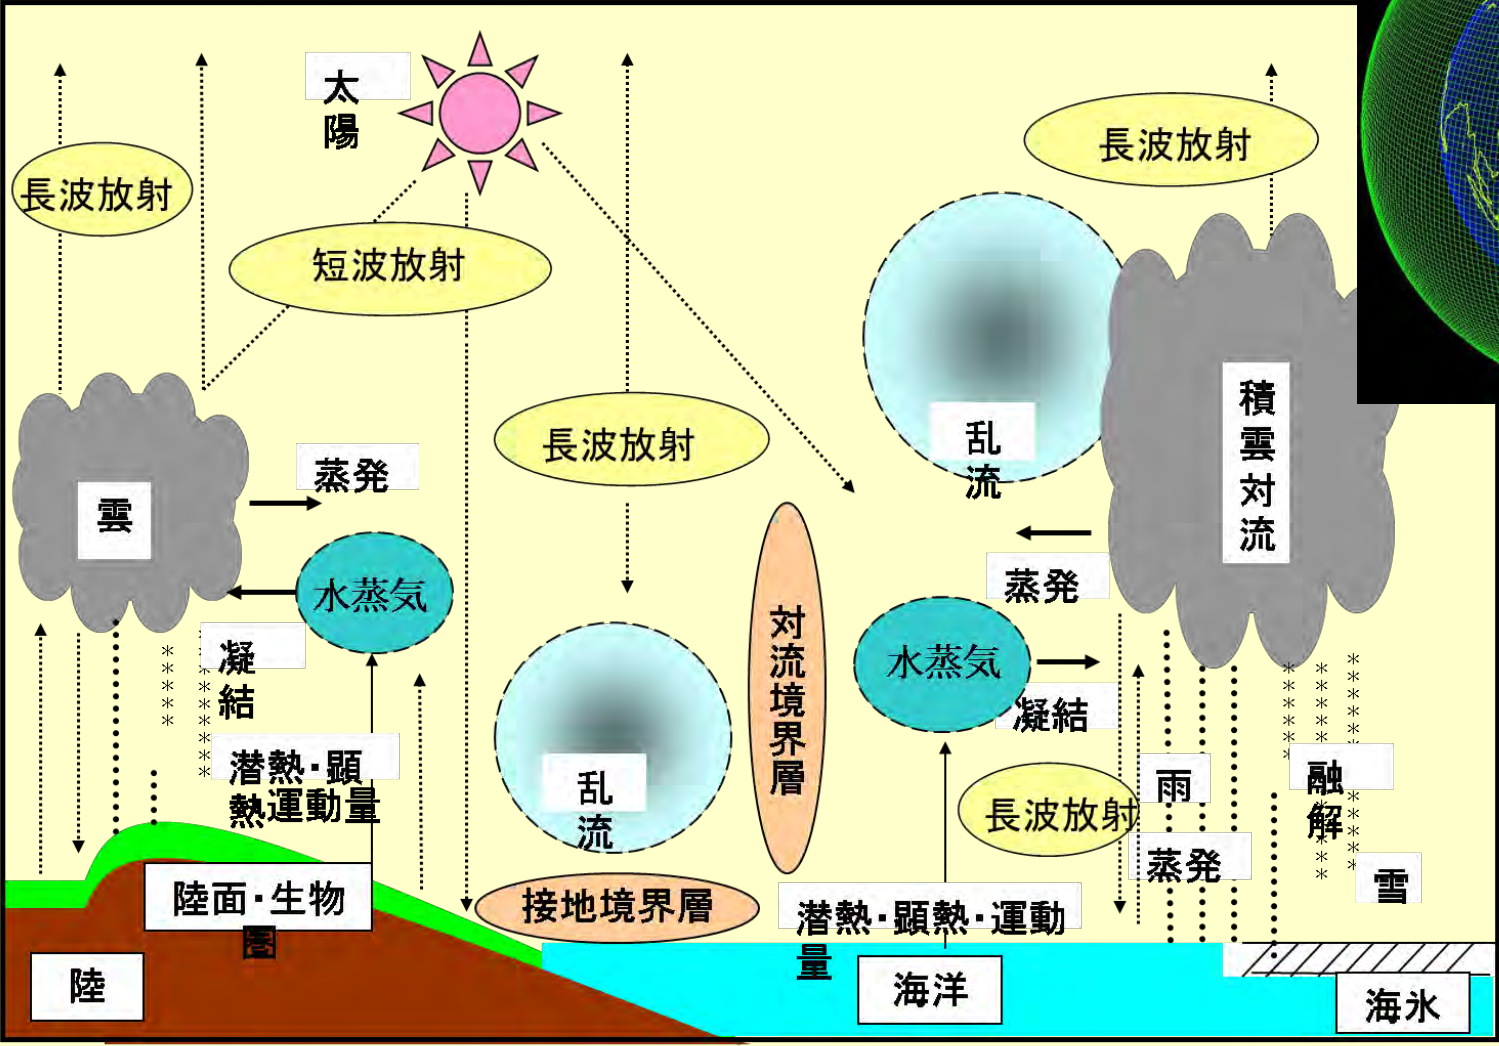 太
陽
長波放射
長波放射
短波放射
長波放射
乱
流
積
雲
対
流
雲
蒸発
水蒸気
凝
結
潜熱・顕
熱運動量
乱
流
対
流
境
界
層
蒸発
水蒸気
凝結
長波放射
雨
蒸発
融
解
雪
陸面・生物
圏
接地境界層
潜熱・顕熱・運動
量
陸
海洋
海氷